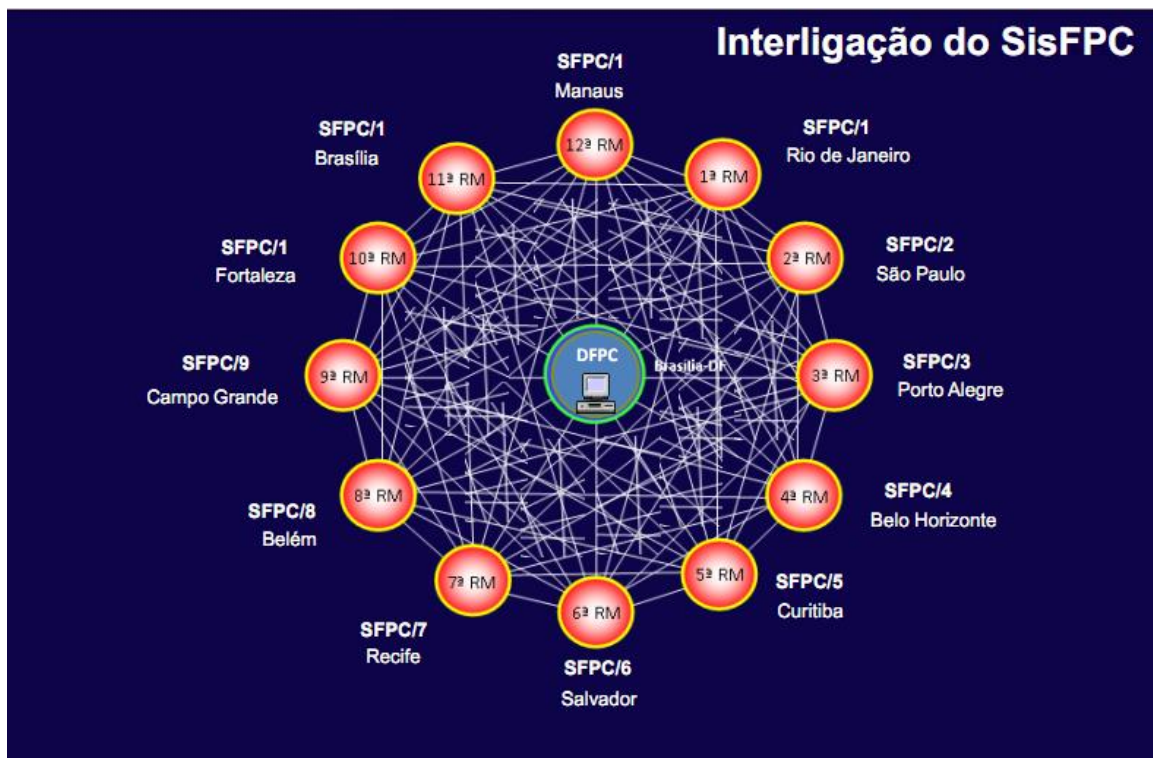 Interligação do SisFPC
SFPC/1
Manaus
12ª RM
SFPC/1
Rio de Janeiro
1ª RM
SFPC/2
São Paulo
2ª RM
SFPC/3
Porto Alegre
3ª RM
SFPC/4
Belo Horizonte
4ª RM
SFPC/5
Curitiba
5ª RM
SFPC/6
Salvador
6ª RM
SFPC/7
Recife
7ª RM
SFPC/8
Belém
8ª RM
SFPC/9
Campo Grande
9ª RM
SFPC/1
Fortaleza
10ª RM
SFPC/1
Brasília
11ª RM
DFPC
Brasília-DF